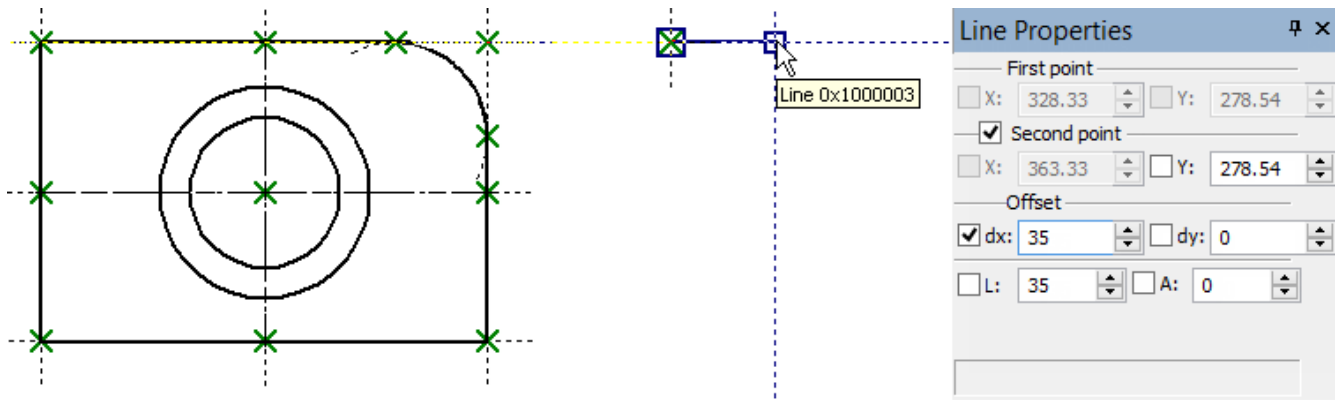 Line 0x1000003
Line Properties
First point
X: 328.33 Y: 278.54
Second point
X: 363.33 Y: 278.54
Offset
dx: 35 dy: 0
L: 35 A: 0